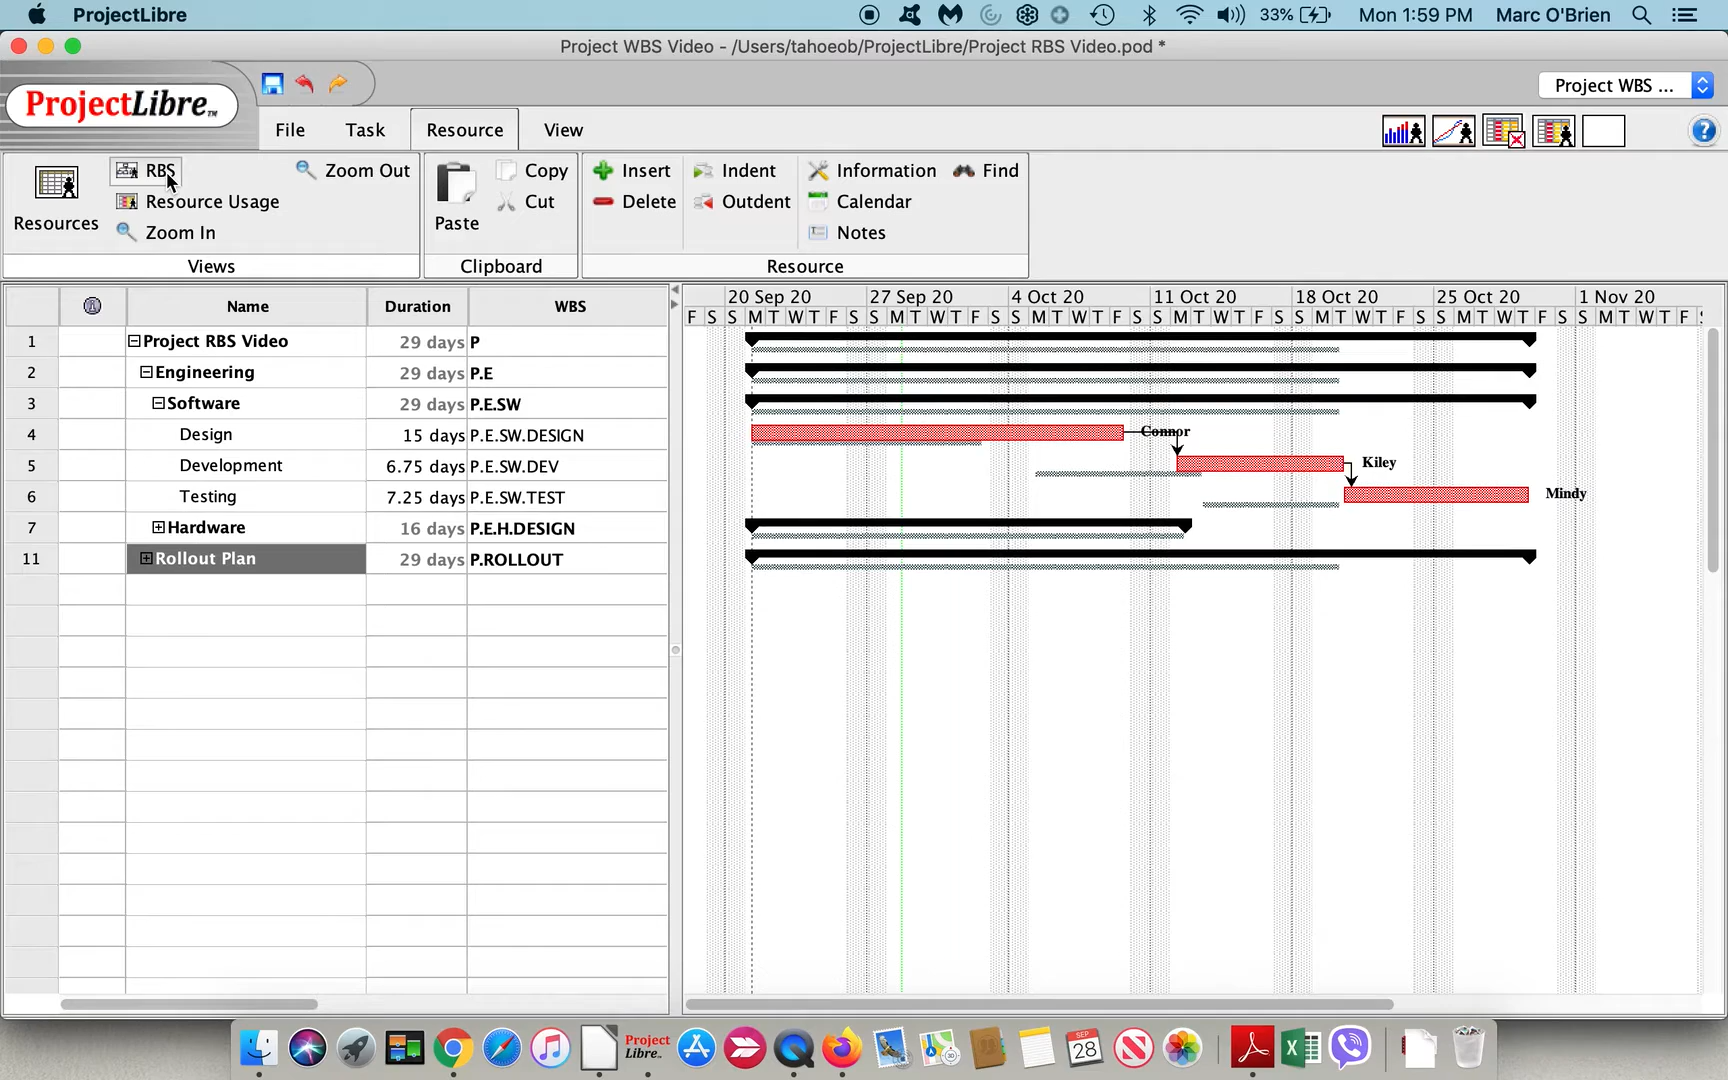 ProjectLibre
33%
Mon 1:59 PM
Marc O'Brien
Project WBS Video - /Users/tahoeob/ProjectLibre/Project RBS Video.pod *
ProjectLibre™
Project WBS ...
File Task Resource View
Resources
RBS
Resource Usage
Zoom In
Zoom Out
Views
Paste
Copy
Cut
Clipboard
Insert
Delete
Indent
Outdent
Information
Calendar
Notes
Find
Resource
Name Duration WBS
1 Project RBS Video 29 days P
2 Engineering 29 days P.E
3 Software 29 days P.E.SW
4 Design 15 days P.E.SW.DESIGN
5 Development 6.75 days P.E.SW.DEV
6 Testing 7.25 days P.E.SW.TEST
7 Hardware 16 days P.E.H.DESIGN
11 Rollout Plan 29 days P.ROLLOUT
20 Sep 20 27 Sep 20 4 Oct 20 11 Oct 20 18 Oct 20 25 Oct 20 1 Nov 20
F S S M T W T F S S M T W T F S S M T W T F S S M T W T F S S M T W T F S S M T W T F S S M T W T F S
Connor
Kiley
Mindy
Project
Libre
SEP
28